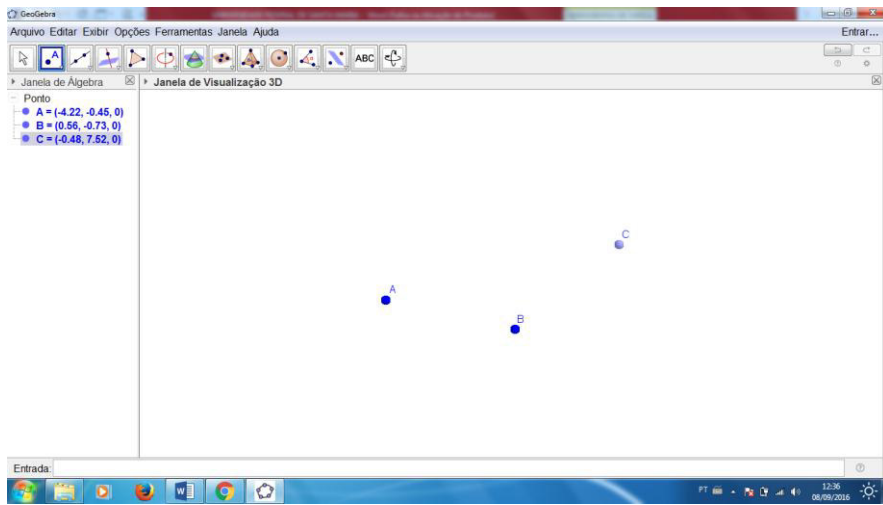 GeoGebra
Arquivo Editar Exibir Opções Ferramentas Janela Ajuda
Entrar...
A
ABC
Janela de Álgebra
Janela de Visualização 3D
Ponto
A = (-4.22, -0.45, 0)
B = (0.56, -0.73, 0)
C = (-0.48, 7.52, 0)
C
A
B
Entrada:
PT
12:36
08/09/2016